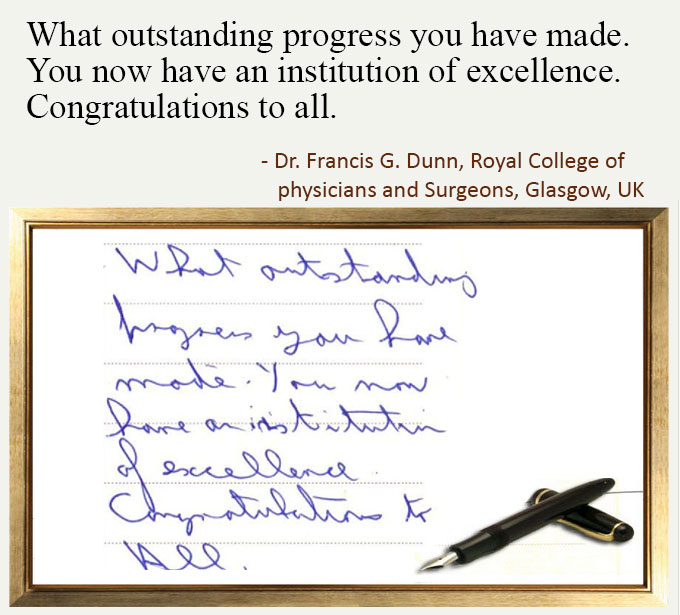 What outstanding progress you have made.
You now have an institution of excellence.
Congratulations to all.
- Dr. Francis G. Dunn, Royal College of
physicians and Surgeons, Glasgow, UK
What outstanding
progress you have
made. You now
have an institution
of excellence.
Congratulations to
All.